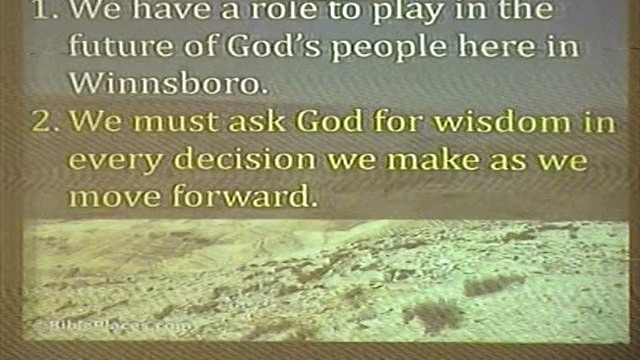 1. We have a role to play in the
future of God's people here in
Winnsboro.
2. We must ask God for wisdom in
every decision we make as we
move forward.
©BiblePlaces.com